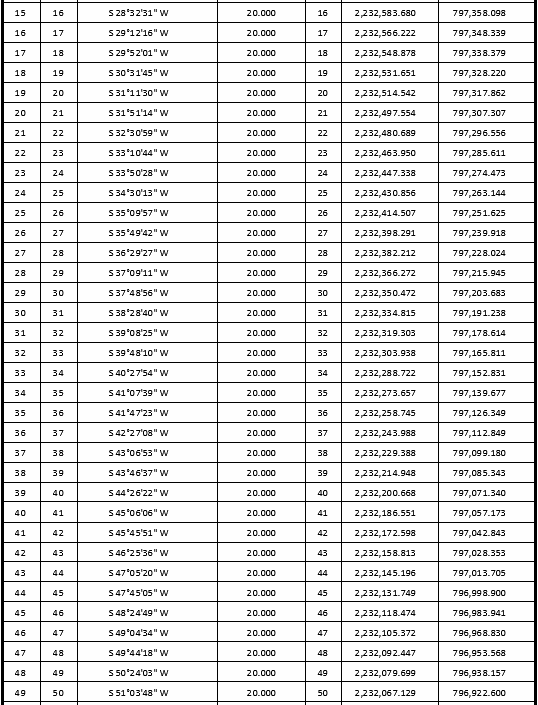 15 16 S 28°32'31" W 20.000 16 2,232,583.680 797,358.098
16 17 S 29°12'16" W 20.000 17 2,232,566.222 797,348.339
17 18 S 29°52'01" W 20.000 18 2,232,548.878 797,338.379
18 19 S 30°31'45" W 20.000 19 2,232,531.651 797,328.220
19 20 S 31°11'30" W 20.000 20 2,232,514.542 797,317.862
20 21 S 31°51'14" W 20.000 21 2,232,497.554 797,307.307
21 22 S 32°30'59" W 20.000 22 2,232,480.689 797,296.556
22 23 S 33°10'44" W 20.000 23 2,232,463.950 797,285.611
23 24 S 33°50'28" W 20.000 24 2,232,447.338 797,274.473
24 25 S 34°30'13" W 20.000 25 2,232,430.856 797,263.144
25 26 S 35°09'57" W 20.000 26 2,232,414.507 797,251.625
26 27 S 35°49'42" W 20.000 27 2,232,398.291 797,239.918
27 28 S 36°29'27" W 20.000 28 2,232,382.212 797,228.024
28 29 S 37°09'11" W 20.000 29 2,232,366.272 797,215.945
29 30 S 37°48'56" W 20.000 30 2,232,350.472 797,203.683
30 31 S 38°28'40" W 20.000 31 2,232,334.815 797,191.238
31 32 S 39°08'25" W 20.000 32 2,232,319.303 797,178.614
32 33 S 39°48'10" W 20.000 33 2,232,303.938 797,165.811
33 34 S 40°27'54" W 20.000 34 2,232,288.722 797,152.831
34 35 S 41°07'39" W 20.000 35 2,232,273.657 797,139.677
35 36 S 41°47'23" W 20.000 36 2,232,258.745 797,126.349
36 37 S 42°27'08" W 20.000 37 2,232,243.988 797,112.849
37 38 S 43°06'53" W 20.000 38 2,232,229.388 797,099.180
38 39 S 43°46'37" W 20.000 39 2,232,214.948 797,085.343
39 40 S 44°26'22" W 20.000 40 2,232,200.668 797,071.340
40 41 S 45°06'06" W 20.000 41 2,232,186.551 797,057.173
41 42 S 45°45'51" W 20.000 42 2,232,172.598 797,042.843
42 43 S 46°25'36" W 20.000 43 2,232,158.813 797,028.353
43 44 S 47°05'20" W 20.000 44 2,232,145.196 797,013.705
44 45 S 47°45'05" W 20.000 45 2,232,131.749 796,998.900
45 46 S 48°24'49" W 20.000 46 2,232,118.474 796,983.941
46 47 S 49°04'34" W 20.000 47 2,232,105.372 796,968.830
47 48 S 49°44'18" W 20.000 48 2,232,092.447 796,953.568
48 49 S 50°24'03" W 20.000 49 2,232,079.699 796,938.157
49 50 S 51°03'48" W 20.000 50 2,232,067.129 796,922.600